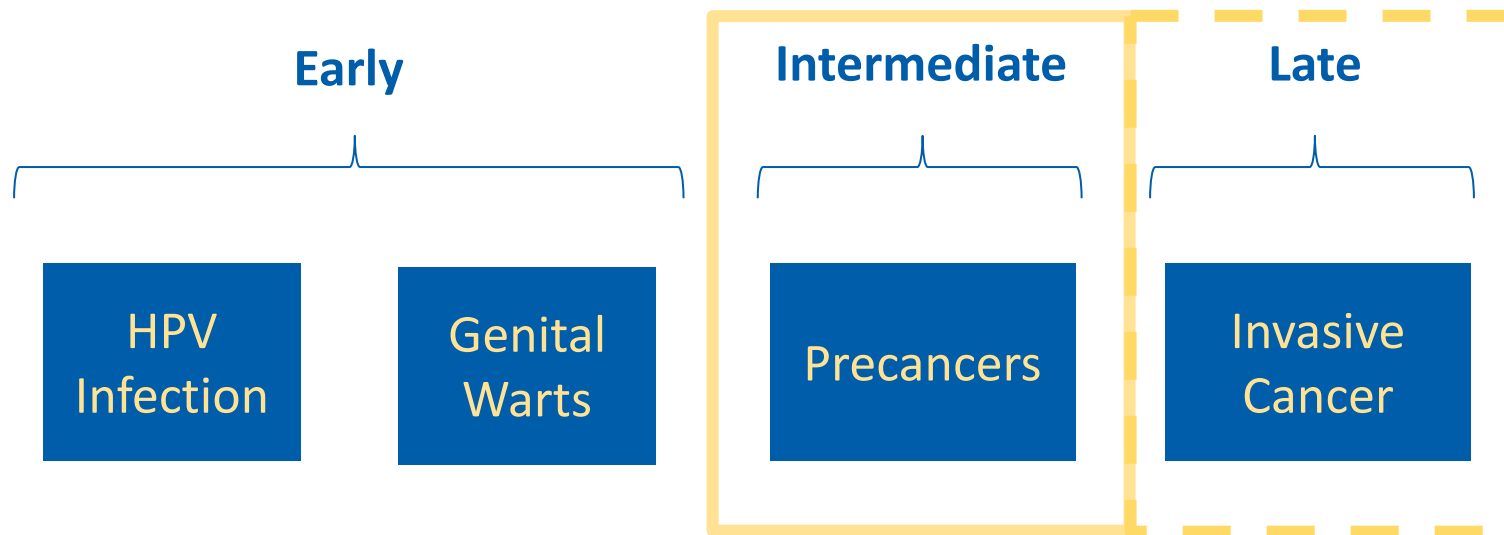 Early
Intermediate
Late
HPV
Infection
Genital
Warts
Precancers
Invasive
Cancer